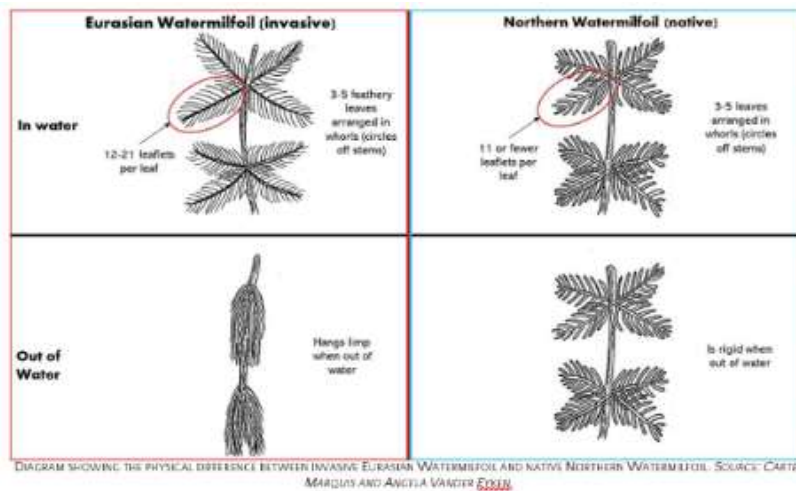 Eurasian Watermilfoil (invasive)
In water
12-21 leaflets
per leaf
3-5 feathery
leaves
arranged in
whorls (circles
off stems)
Northern Watermilfoil (native)
11 or fewer
leaflets per
leaf
3-5 leaves
arranged in
whorls (circles
off stems)
Out of
Water
Hangs limp
when out of
water
Is rigid when
out of water
DIAGRAM SHOWING THE PHYSICAL DIFFERENCE BETWEEN INVASIVE EURASIAN WATERMILFOIL AND NATIVE NORTHERN WATERMILFOIL. SOURCE: CARTE
MARQUIS AND ANGELA VANDER EYKEN.